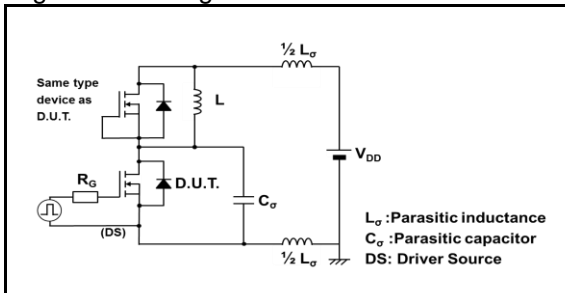 ½ Lσ
Same type
device as
D.U.T.
L
VDD
RG
D.U.T.
Cσ
(DS)
½ Lσ
Lσ :Parasitic inductance
Cσ :Parasitic capacitor
DS: Driver Source